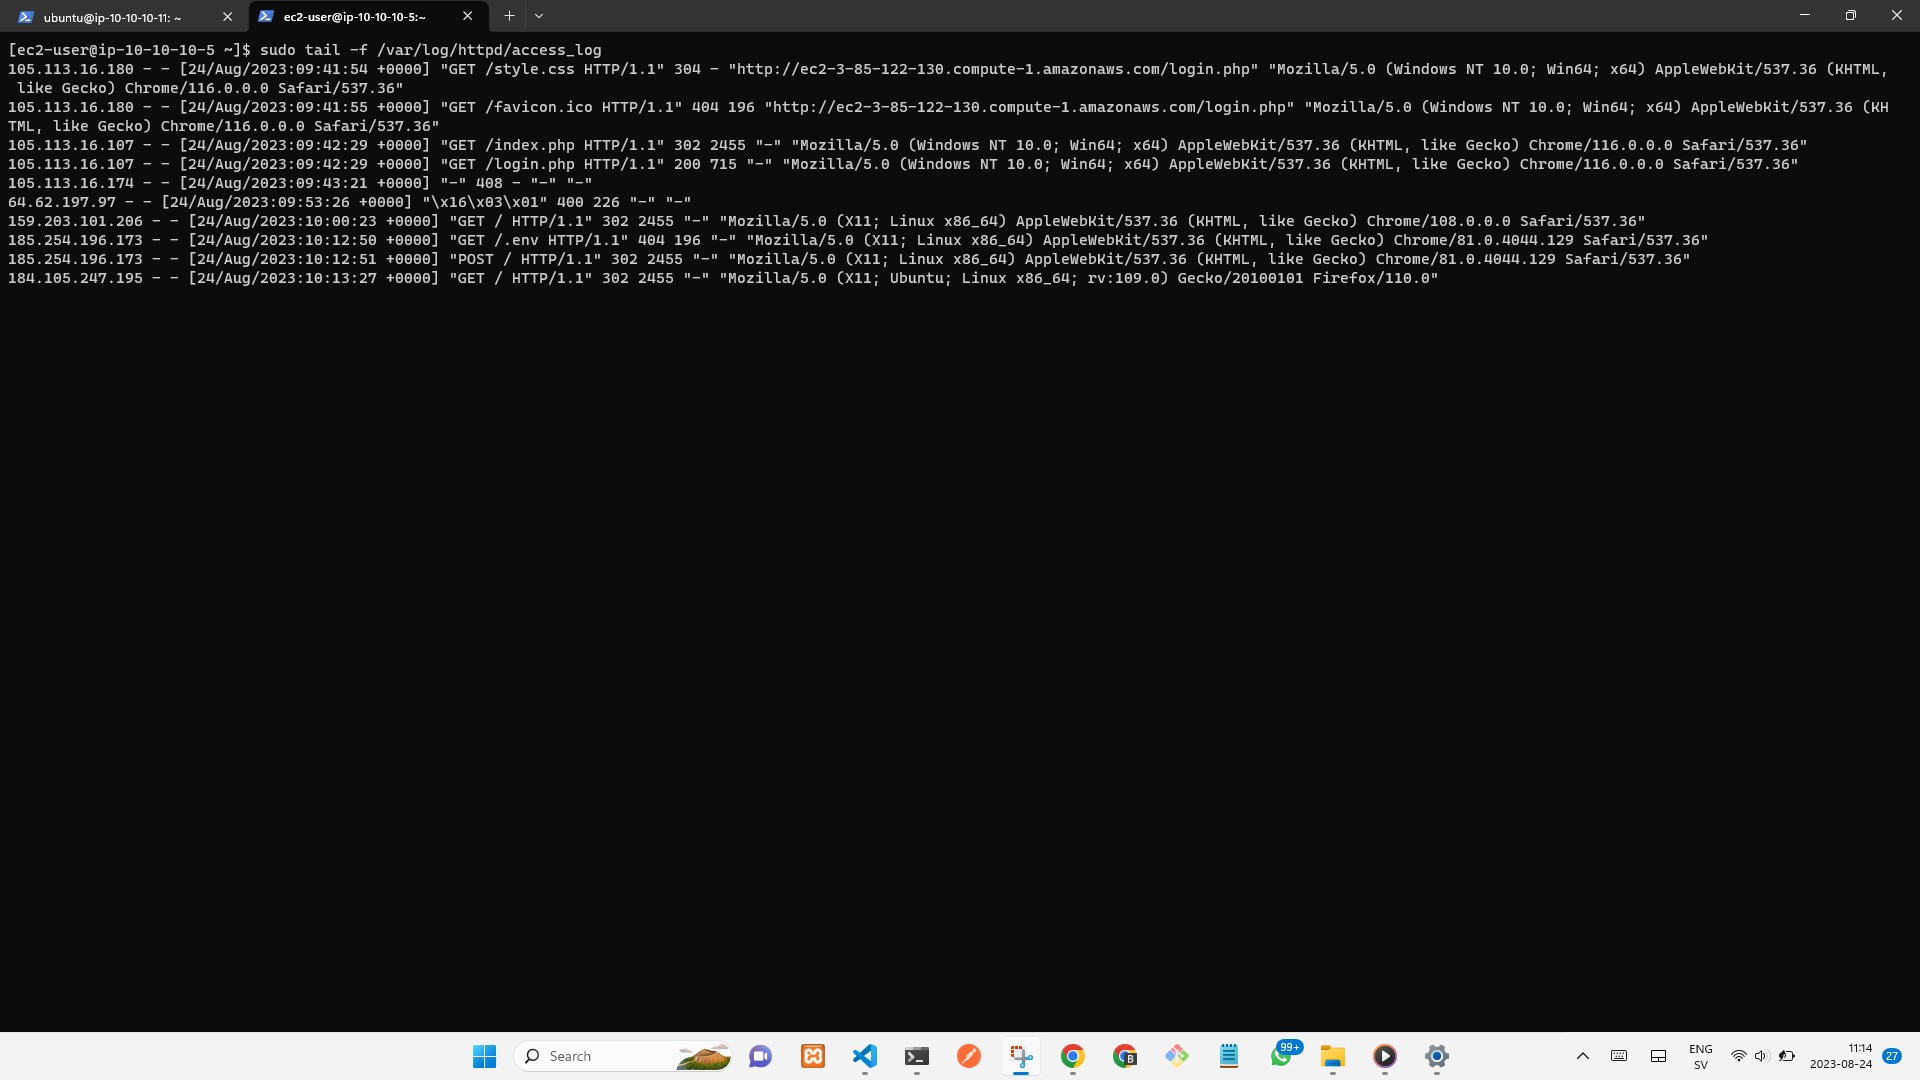 ubuntu@ip-10-10-10-11: ~
ec2-user@ip-10-10-10-5:~
[ec2-user@ip-10-10-10-5 ~]$ sudo tail -f /var/log/httpd/access_log
105.113.16.180 - - [24/Aug/2023:09:41:54 +0000] "GET /style.css HTTP/1.1" 304 - "http://ec2-3-85-122-130.compute-1.amazonaws.com/login.php" "Mozilla/5.0 (Windows NT 10.0; Win64; x64) AppleWebKit/537.36 (KHTML,
 like Gecko) Chrome/116.0.0.0 Safari/537.36"
105.113.16.180 - - [24/Aug/2023:09:41:55 +0000] "GET /favicon.ico HTTP/1.1" 404 196 "http://ec2-3-85-122-130.compute-1.amazonaws.com/login.php" "Mozilla/5.0 (Windows NT 10.0; Win64; x64) AppleWebKit/537.36 (KH
TML, like Gecko) Chrome/116.0.0.0 Safari/537.36"
105.113.16.107 - - [24/Aug/2023:09:42:29 +0000] "GET /index.php HTTP/1.1" 302 2455 "-" "Mozilla/5.0 (Windows NT 10.0; Win64; x64) AppleWebKit/537.36 (KHTML, like Gecko) Chrome/116.0.0.0 Safari/537.36"
105.113.16.107 - - [24/Aug/2023:09:42:29 +0000] "GET /login.php HTTP/1.1" 200 715 "-" "Mozilla/5.0 (Windows NT 10.0; Win64; x64) AppleWebKit/537.36 (KHTML, like Gecko) Chrome/116.0.0.0 Safari/537.36"
105.113.16.174 - - [24/Aug/2023:09:43:21 +0000] "-" 408 - "-" "-"
64.62.197.97 - - [24/Aug/2023:09:53:26 +0000] "\x16\x03\x01" 400 226 "-" "-"
159.203.101.206 - - [24/Aug/2023:10:00:23 +0000] "GET / HTTP/1.1" 302 2455 "-" "Mozilla/5.0 (X11; Linux x86_64) AppleWebKit/537.36 (KHTML, like Gecko) Chrome/108.0.0.0 Safari/537.36"
185.254.196.173 - - [24/Aug/2023:10:12:50 +0000] "GET /.env HTTP/1.1" 404 196 "-" "Mozilla/5.0 (X11; Linux x86_64) AppleWebKit/537.36 (KHTML, like Gecko) Chrome/81.0.4044.129 Safari/537.36"
185.254.196.173 - - [24/Aug/2023:10:12:51 +0000] "POST / HTTP/1.1" 302 2455 "-" "Mozilla/5.0 (X11; Linux x86_64) AppleWebKit/537.36 (KHTML, like Gecko) Chrome/81.0.4044.129 Safari/537.36"
184.105.247.195 - - [24/Aug/2023:10:13:27 +0000] "GET / HTTP/1.1" 302 2455 "-" "Mozilla/5.0 (X11; Ubuntu; Linux x86_64; rv:109.0) Gecko/20100101 Firefox/110.0"
Search
B
99+
ENG
SV
11:14
2023-08-24
27